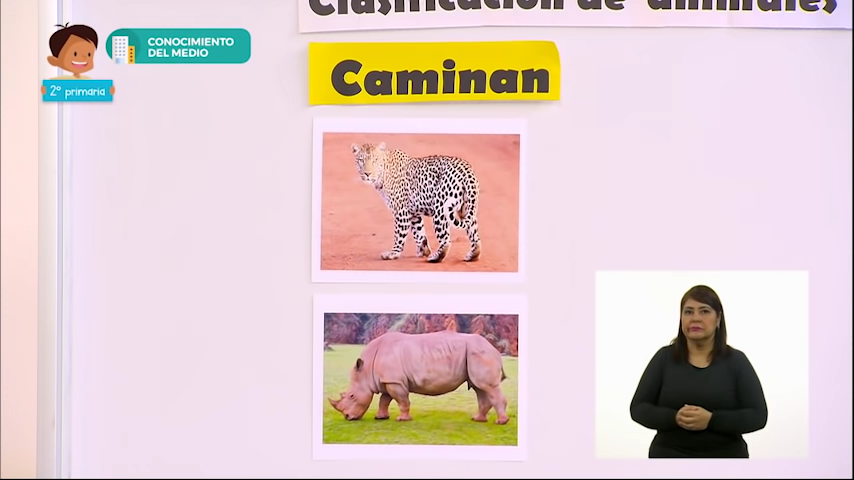 Clasificación de animales
CONOCIMIENTO
DEL MEDIO
2° primaria
Caminan